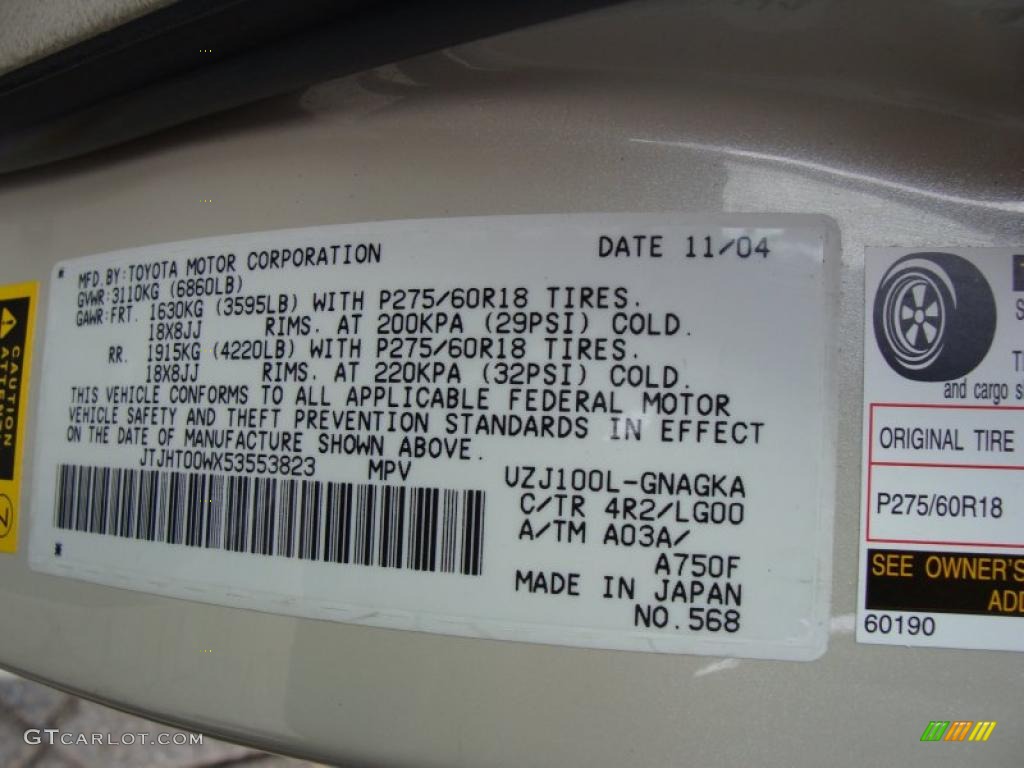 MFD. BY: TOYOTA MOTOR CORPORATION DATE 11/04
GVWR: 3110KG (6860LB)
GAWR: FRT. 1630KG (3595LB) WITH P275/60R18 TIRES.
18X8JJ RIMS. AT 200KPA (29PSI) COLD.
RR. 1915KG (4220LB) WITH P275/60R18 TIRES.
18X8JJ RIMS. AT 220KPA (32PSI) COLD.
THIS VEHICLE CONFORMS TO ALL APPLICABLE FEDERAL MOTOR
VEHICLE SAFETY AND THEFT PREVENTION STANDARDS IN EFFECT
ON THE DATE OF MANUFACTURE SHOWN ABOVE.
JTJHT00WX53553823 MPV
UZJ100L-GNAGKA
C/TR 4R2/LG00
A/TM A03A/
A750F
MADE IN JAPAN
NO. 568
CAUTION
Z
and cargo s
ORIGINAL TIRE
P275/60R18
SEE OWNER'S
ADD
60190
GTCARLOT.COM